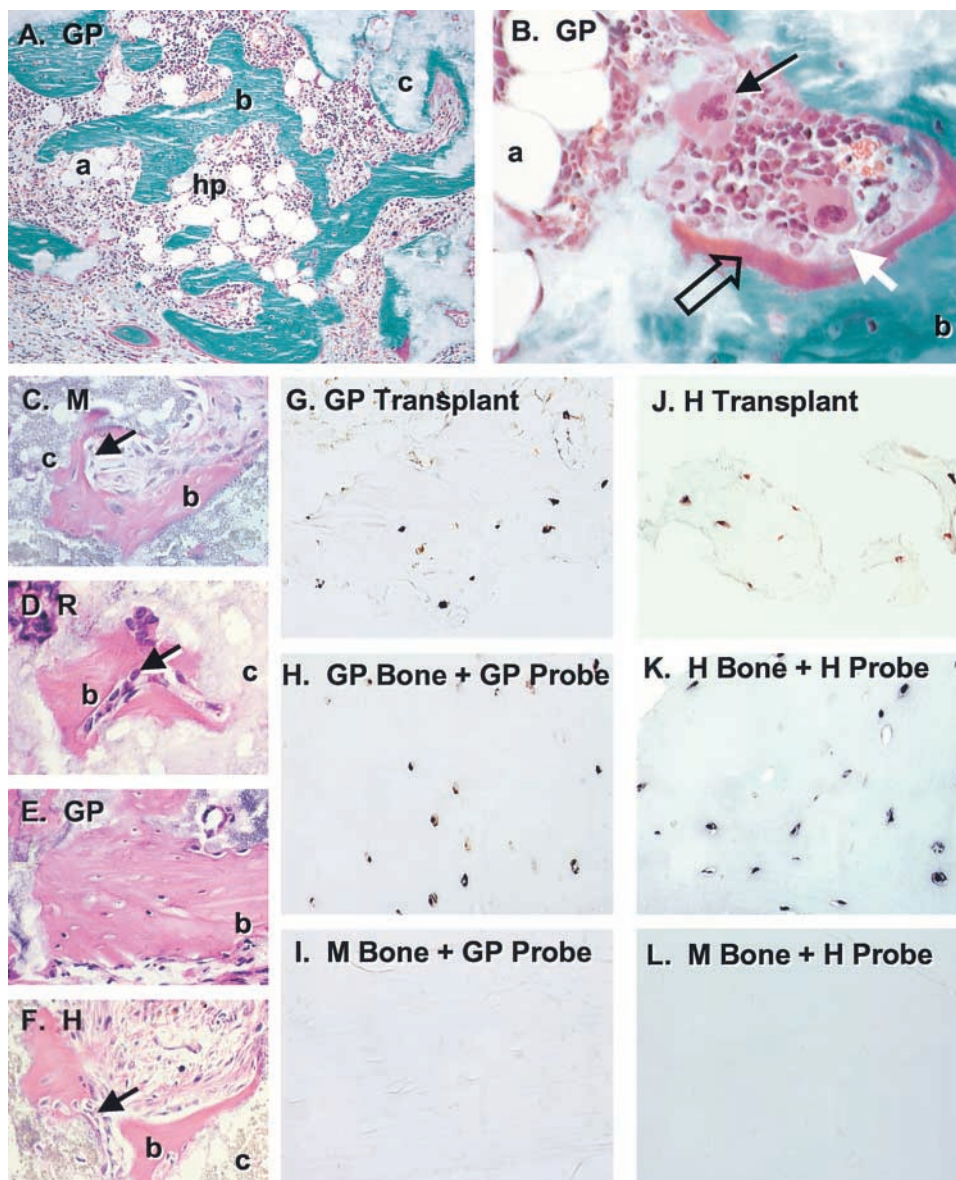 A. GP
b
c
a
hp
B. GP
a
b
C. M
c
b
D R
b
c
E. GP
b
F. H
b
c
G. GP Transplant
H. GP Bone + GP Probe
I. M Bone + GP Probe
J. H Transplant
K. H Bone + H Probe
L. M Bone + H Probe